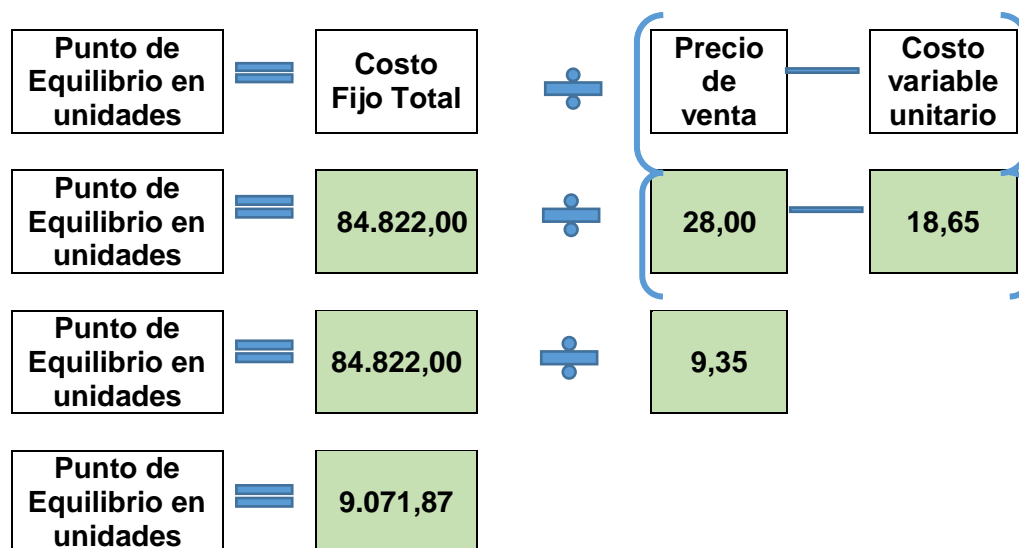 Punto de
Equilibrio en
unidades
Costo
Fijo Total
Precio
de
venta
Costo
variable
unitario
Punto de
Equilibrio en
unidades
84.822,00
28,00
18,65
Punto de
Equilibrio en
unidades
84.822,00
9,35
Punto de
Equilibrio en
unidades
9.071,87